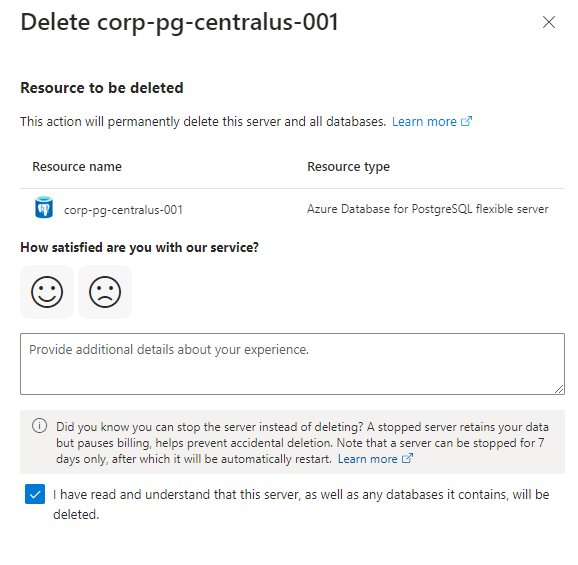 Delete corp-pg-centralus-001
Resource to be deleted
This action will permanently delete this server and all databases. Learn more
Resource name Resource type
corp-pg-centralus-001 Azure Database for PostgreSQL flexible server
How satisfied are you with our service?
Provide additional details about your experience.
Did you know you can stop the server instead of deleting? A stopped server retains your data
but pauses billing, helps prevent accidental deletion. Note that a server can be stopped for 7
days only, after which it will be automatically restart. Learn more
I have read and understand that this server, as well as any databases it contains, will be
deleted.